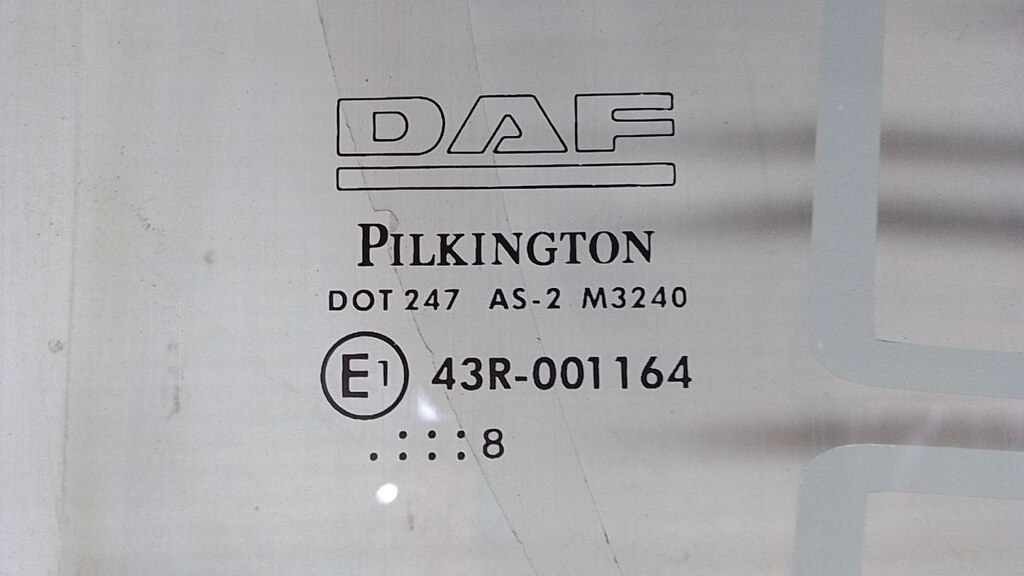 DAF
PILKINGTON
DOT 247 AS-2 M3240
E1 43R-001164
.::: 8